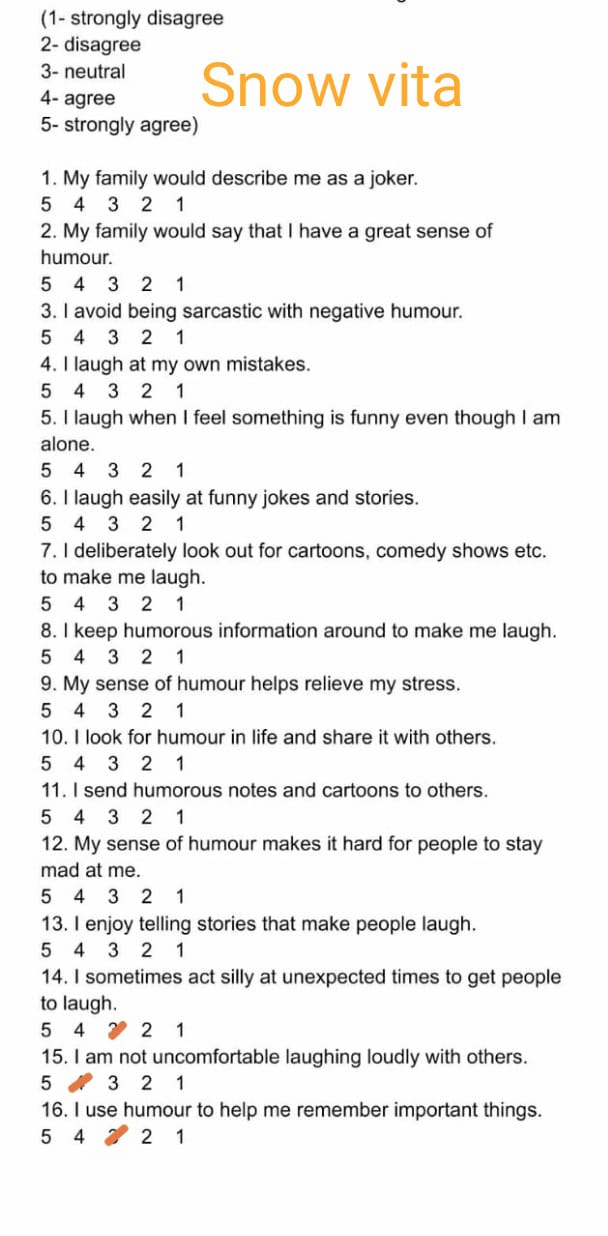 (1- strongly disagree
2- disagree
3- neutral
Snow vita
4- agree
5- strongly agree)
1. My family would describe me as a joker.
5 4 3 2 1
2. My family would say that I have a great sense of
humour.
5 4 3 2 1
3. I avoid being sarcastic with negative humour.
5 4 3 2 1
4. I laugh at my own mistakes.
5 4 3 2 1
5. I laugh when I feel something is funny even though I am
alone.
5 4 3 2 1
6. I laugh easily at funny jokes and stories.
5 4 3 2 1
7. I deliberately look out for cartoons, comedy shows etc.
to make me laugh.
5 4 3 2 1
8. I keep humorous information around to make me laugh.
5 4 3 2 1
9. My sense of humour helps relieve my stress.
5 4 3 2 1
10. I look for humour in life and share it with others.
5 4 3 2 1
11. I send humorous notes and cartoons to others.
5 4 3 2 1
12. My sense of humour makes it hard for people to stay
mad at me.
5 4 3 2 1
13. I enjoy telling stories that make people laugh.
5 4 3 2 1
14. I sometimes act silly at unexpected times to get people
to laugh.
5 4 2 1
15. I am not uncomfortable laughing loudly with others.
5 3 2 1
16. I use humour to help me remember important things.
5 4 2 1